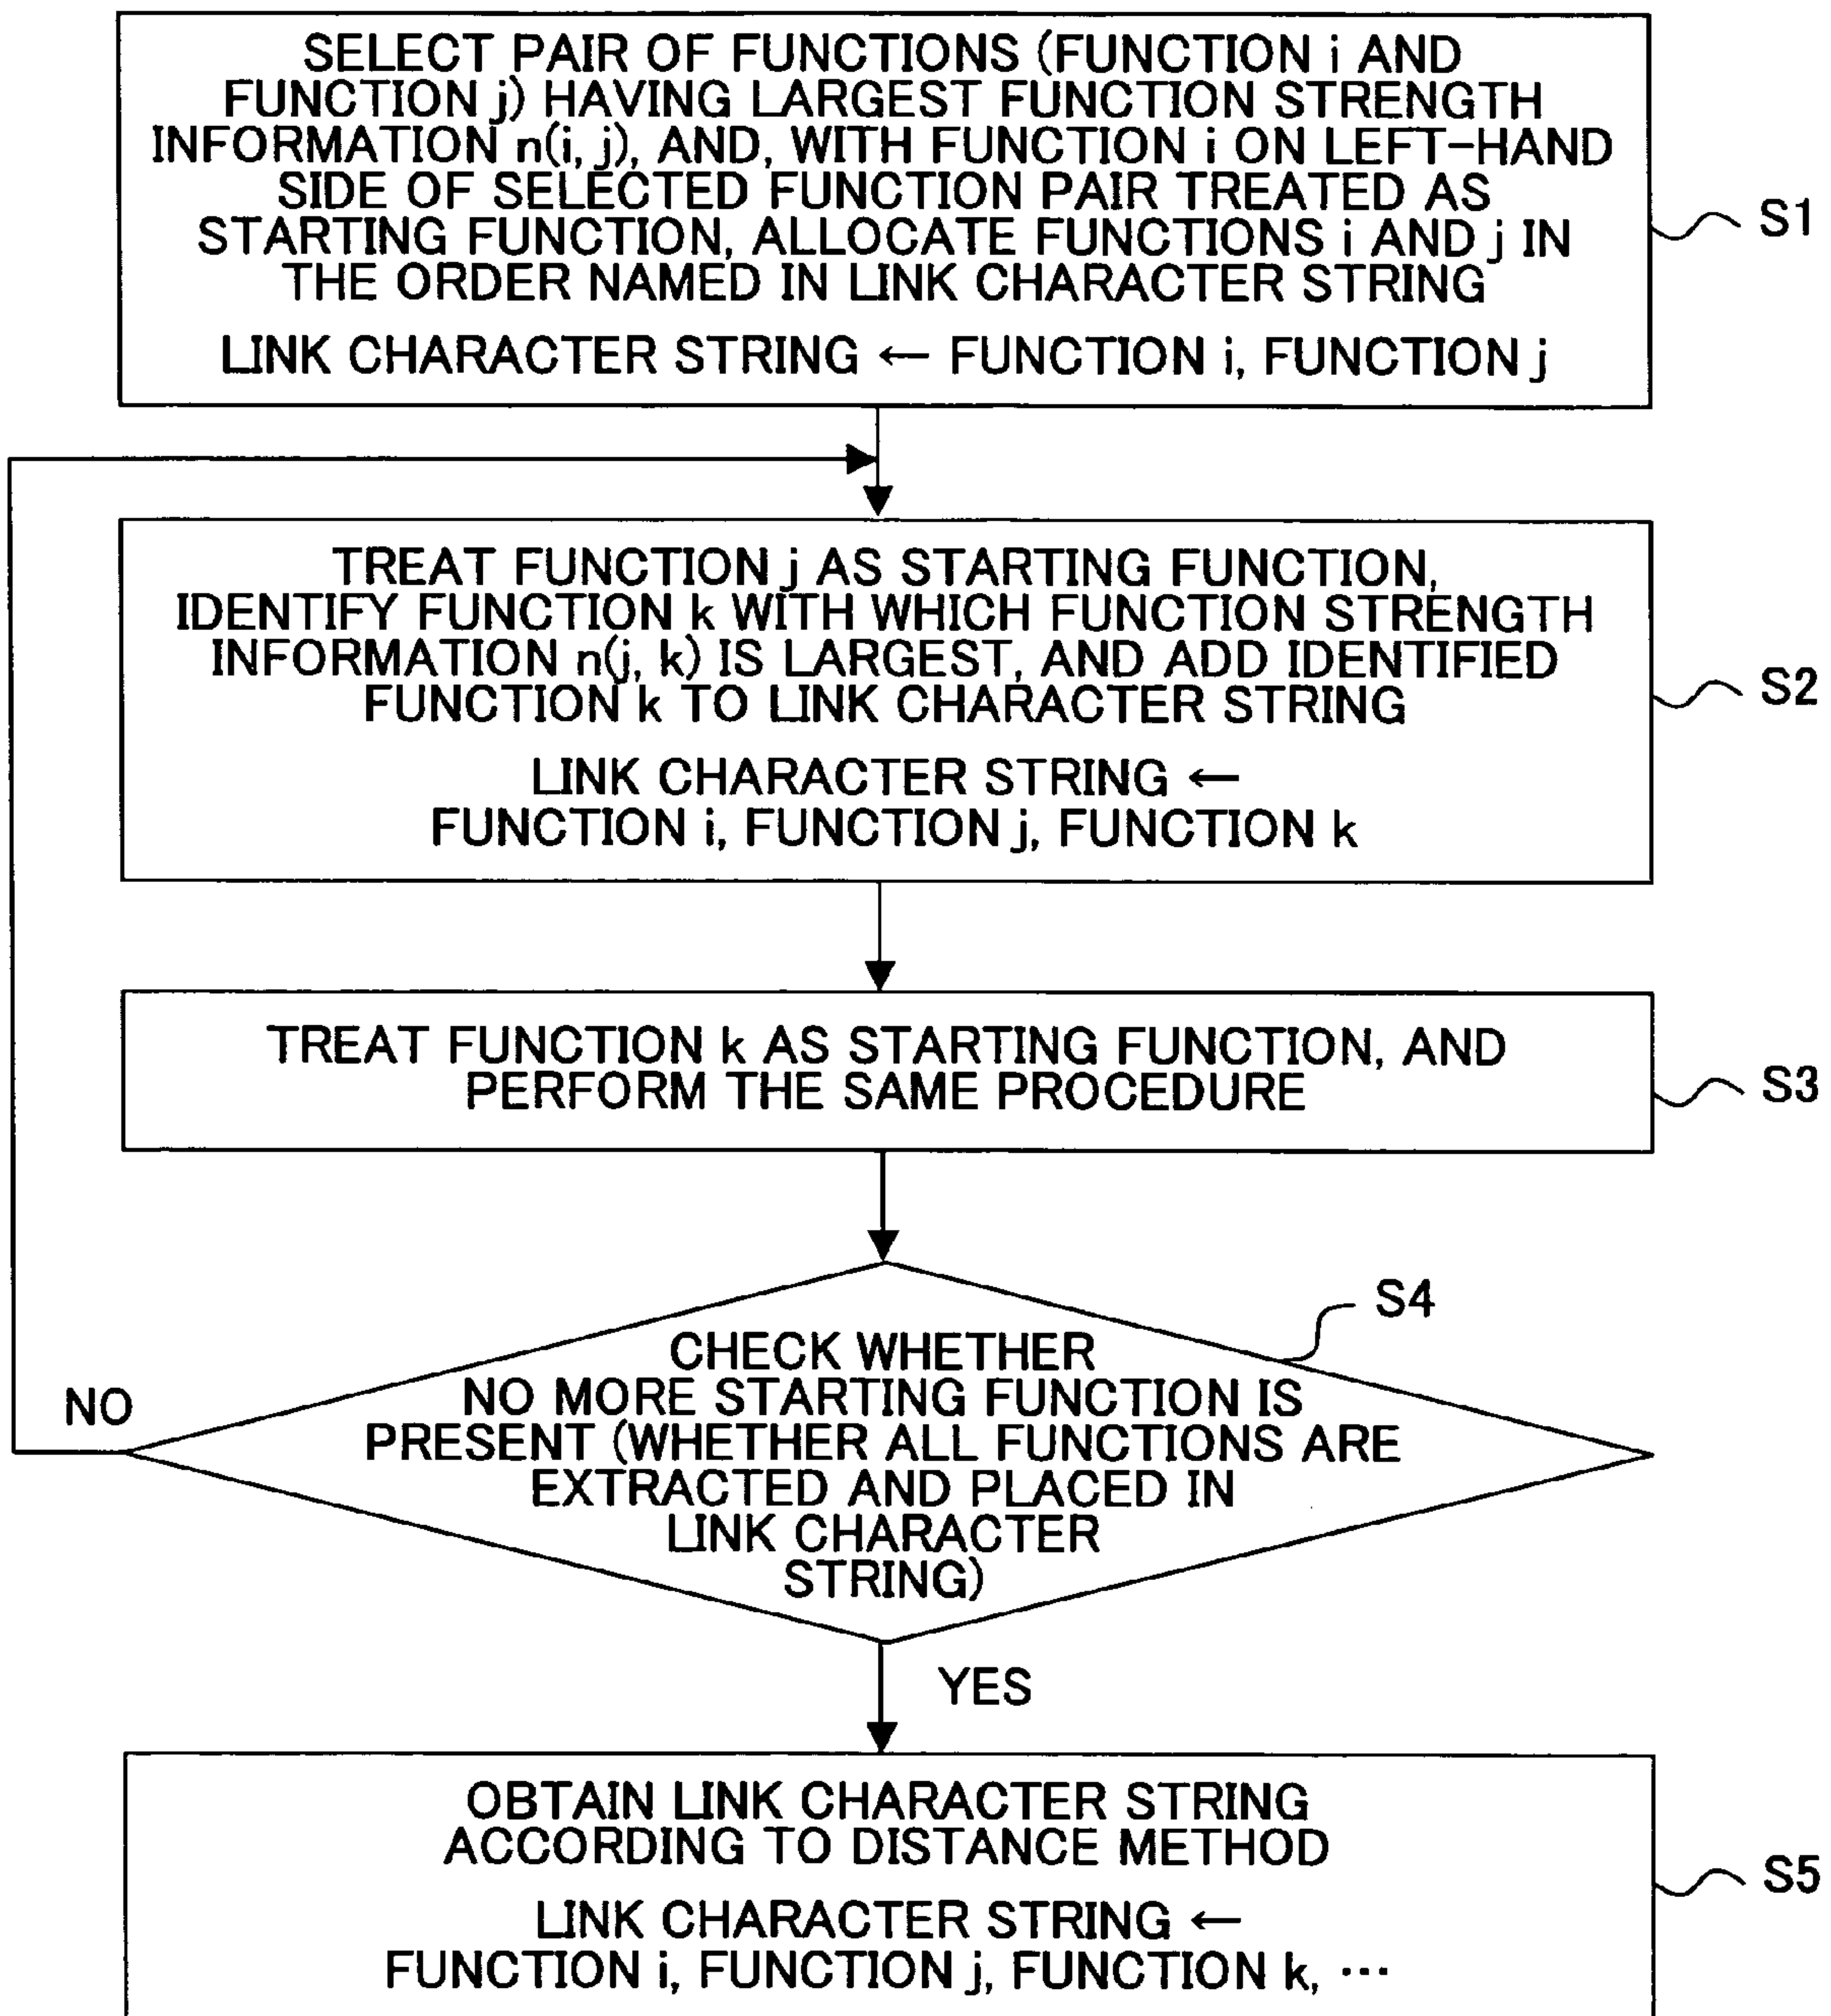 SELECT PAIR OF FUNCTIONS (FUNCTION i AND
FUNCTION j) HAVING LARGEST FUNCTION STRENGTH
INFORMATION n(i, j), AND, WITH FUNCTION i ON LEFT-HAND
SIDE OF SELECTED FUNCTION PAIR TREATED AS
STARTING FUNCTION, ALLOCATE FUNCTIONS i AND j IN
THE ORDER NAMED IN LINK CHARACTER STRING
LINK CHARACTER STRING ← FUNCTION i, FUNCTION j
S1
TREAT FUNCTION j AS STARTING FUNCTION,
IDENTIFY FUNCTION k WITH WHICH FUNCTION STRENGTH
INFORMATION n(j, k) IS LARGEST, AND ADD IDENTIFIED
FUNCTION k TO LINK CHARACTER STRING
LINK CHARACTER STRING ←
FUNCTION i, FUNCTION j, FUNCTION k
S2
TREAT FUNCTION k AS STARTING FUNCTION, AND
PERFORM THE SAME PROCEDURE
S3
S4
CHECK WHETHER
NO MORE STARTING FUNCTION IS
PRESENT (WHETHER ALL FUNCTIONS ARE
EXTRACTED AND PLACED IN
LINK CHARACTER
STRING)
NO
YES
OBTAIN LINK CHARACTER STRING
ACCORDING TO DISTANCE METHOD
LINK CHARACTER STRING ←
FUNCTION i, FUNCTION j, FUNCTION k, ···
S5